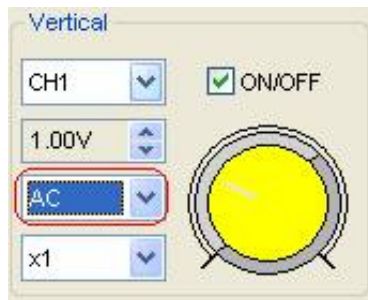 Vertical
CH1
ON/OFF
1.00V
AC
x1